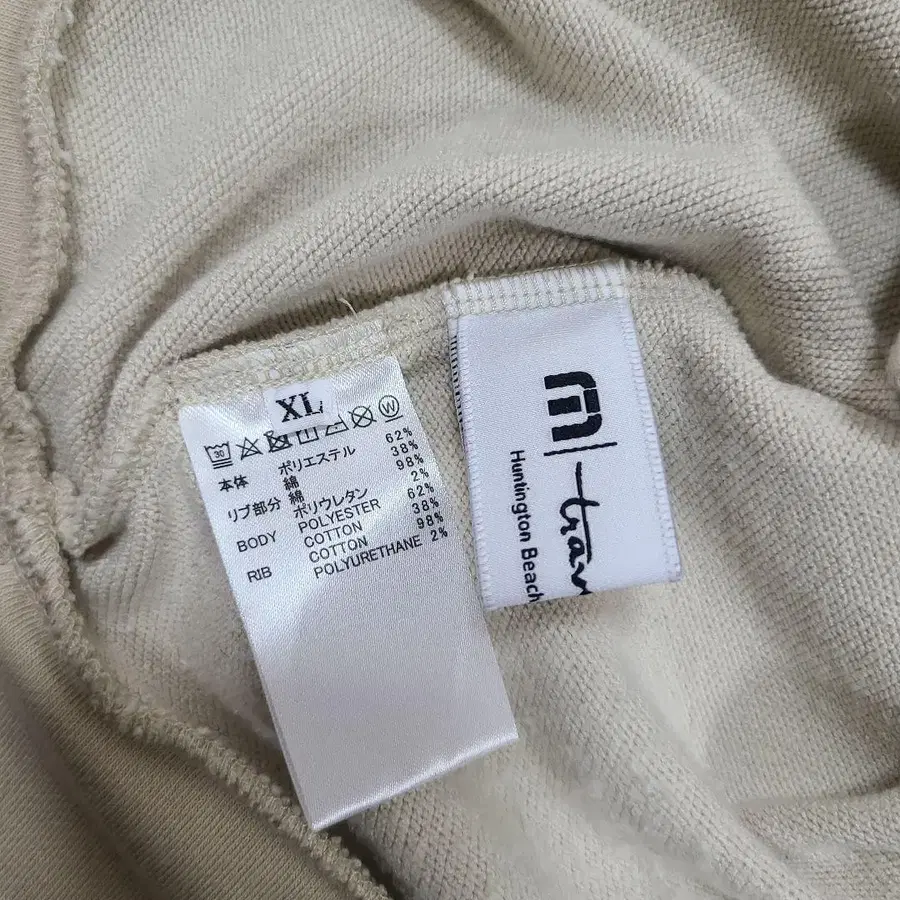 XL
30 W
本体 ポリエステル 62%
綿 38%
リブ部分 綿 98%
ポリウレタン 2%
BODY POLYESTER 62%
COTTON 38%
RIB COTTON 98%
POLYURETHANE 2%
Huntington Beach